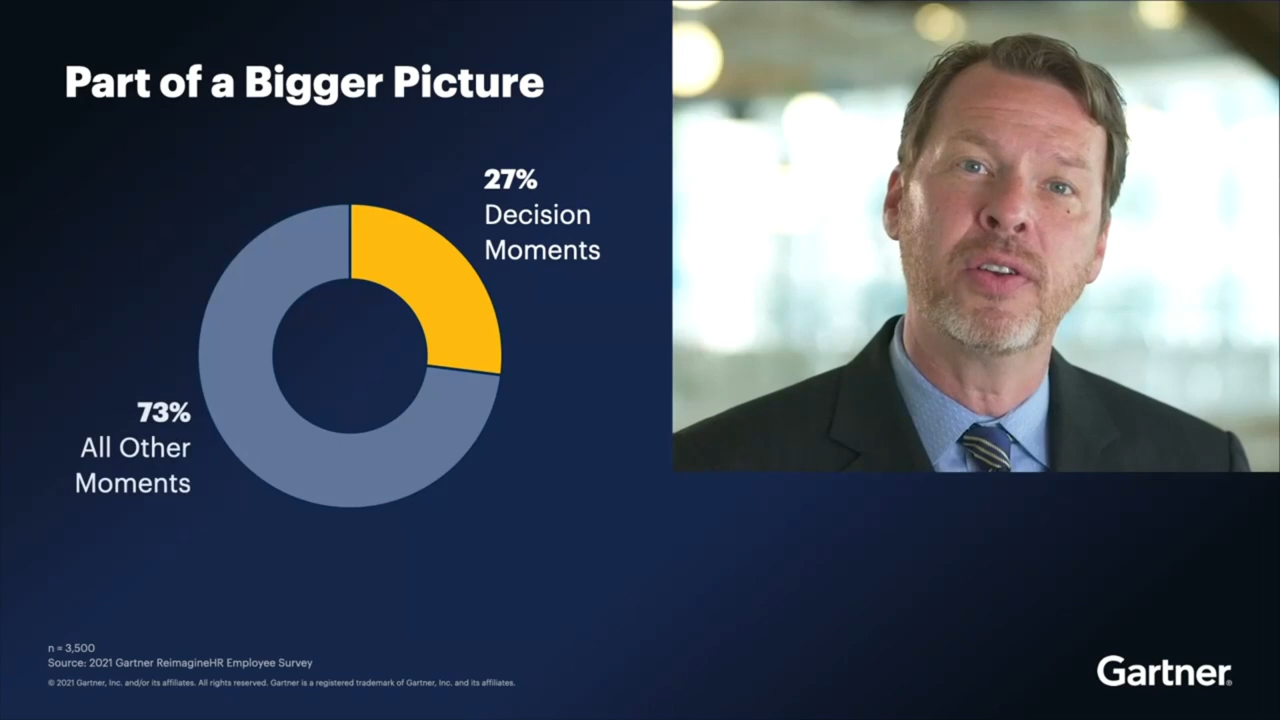 Part of a Bigger Picture
27%
Decision
Moments
73%
All Other
Moments
n = 3,500
Source: 2021 Gartner ReimagineHR Employee Survey
© 2021 Gartner, Inc. and/or its affiliates. All rights reserved. Gartner is a registered trademark of Gartner, Inc. and its affiliates.
Gartner®